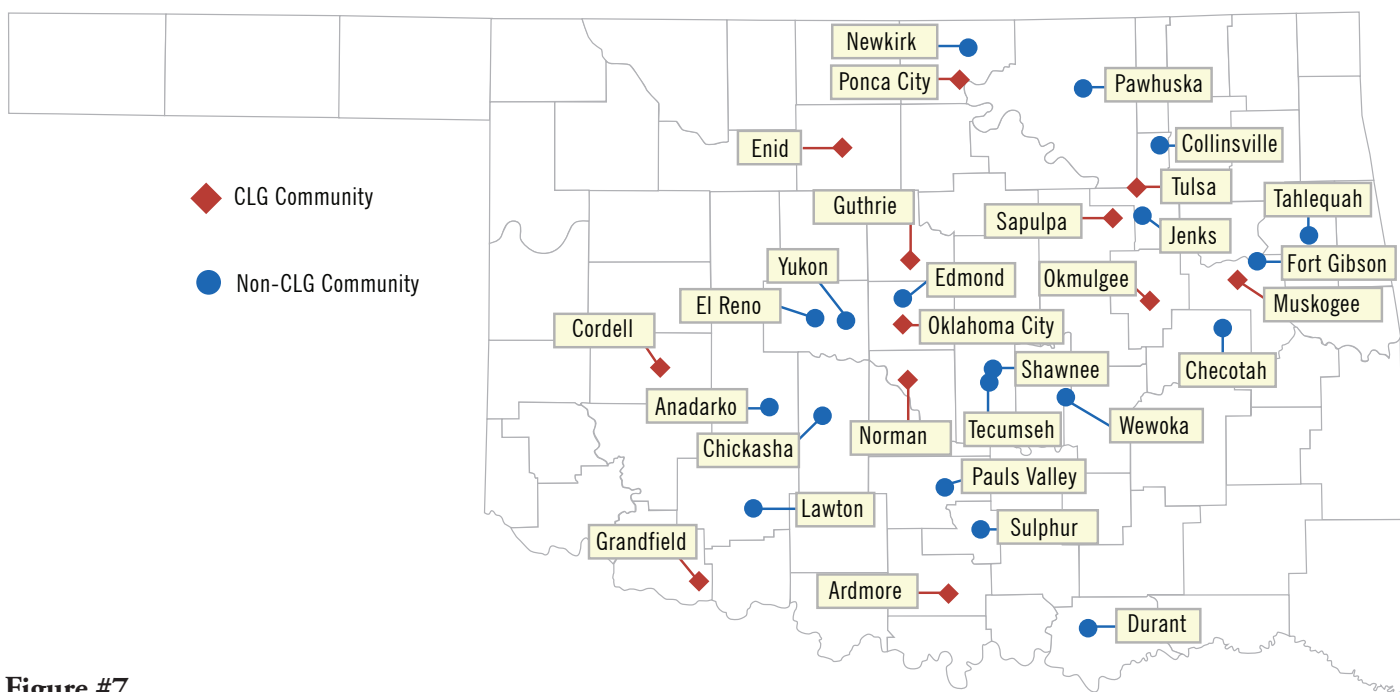 Newkirk
Ponca City
Pawhuska
Enid
Collinsville
CLG Community
Tulsa
Tahlequah
Guthrie
Sapulpa
Jenks
Yukon
Fort Gibson
Non-CLG Community
Edmond
Okmulgee
El Reno
Muskogee
Cordell
Oklahoma City
Shawnee
Checotah
Anadarko
Chickasha
Norman
Tecumseh
Wewoka
Pauls Valley
Lawton
Sulphur
Grandfield
Ardmore
Durant
Figure #7